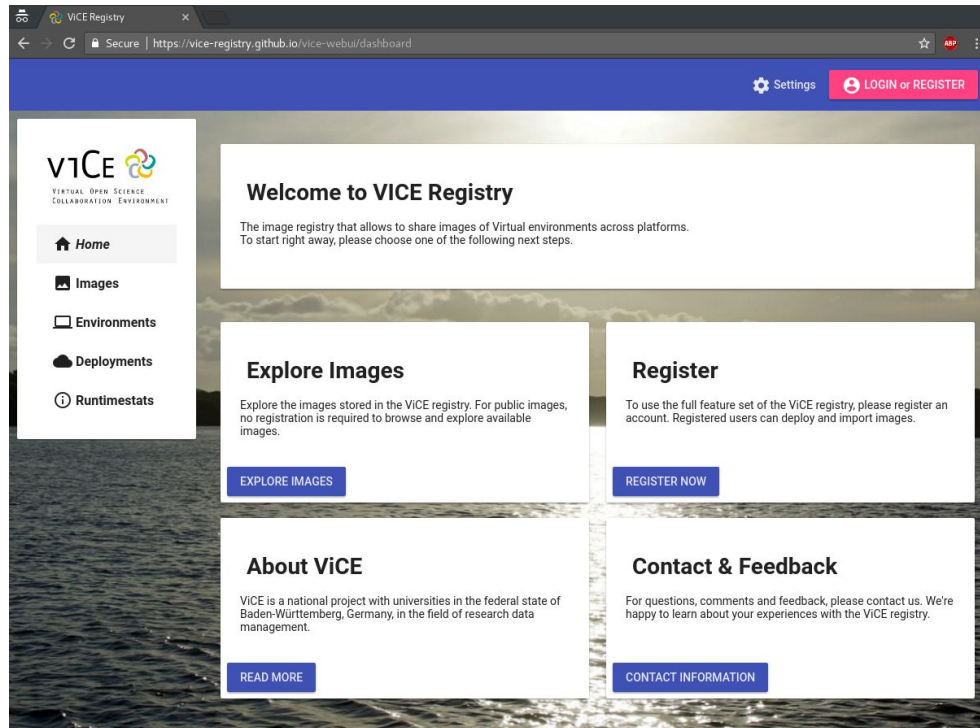 ViCE Registry
Secure | https://vice-registry.github.io/vice-webui/dashboard
ABP
Settings
LOGIN or REGISTER
ViCE
VIRTUAL OPEN SCIENCE
COLLABORATION ENVIRONMENT
Home
Images
Environments
Deployments
Runtimestats
Welcome to VICE Registry
The image registry that allows to share images of Virtual environments across platforms.
To start right away, please choose one of the following next steps.
Explore Images
Explore the images stored in the ViCE registry. For public images,
no registration is required to browse and explore available
images.
EXPLORE IMAGES
Register
To use the full feature set of the ViCE registry, please register an
account. Registered users can deploy and import images.
REGISTER NOW
About ViCE
ViCE is a national project with universities in the federal state of
Baden-Württemberg, Germany, in the field of research data
management.
READ MORE
Contact & Feedback
For questions, comments and feedback, please contact us. We're
happy to learn about your experiences with the ViCE registry.
CONTACT INFORMATION